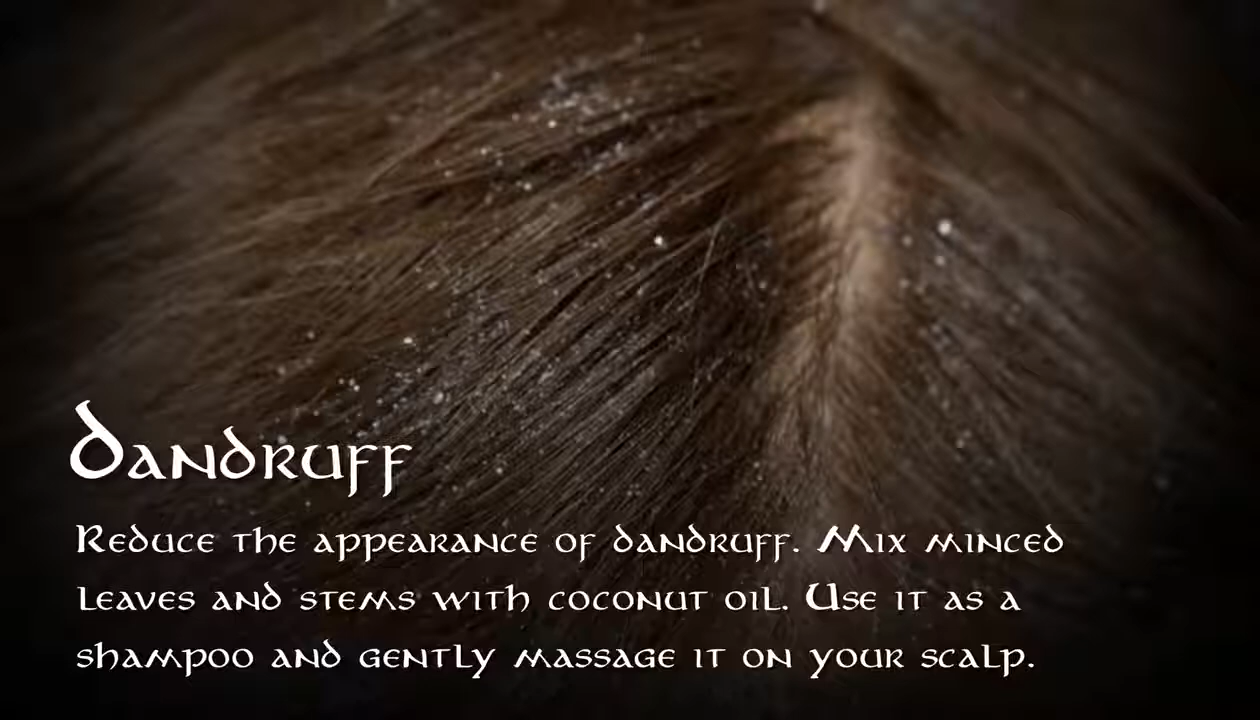 Dandruff
Reduce the appearance of dandruff. Mix minced
leaves and stems with coconut oil. Use it as a
shampoo and gently massage it on your scalp.